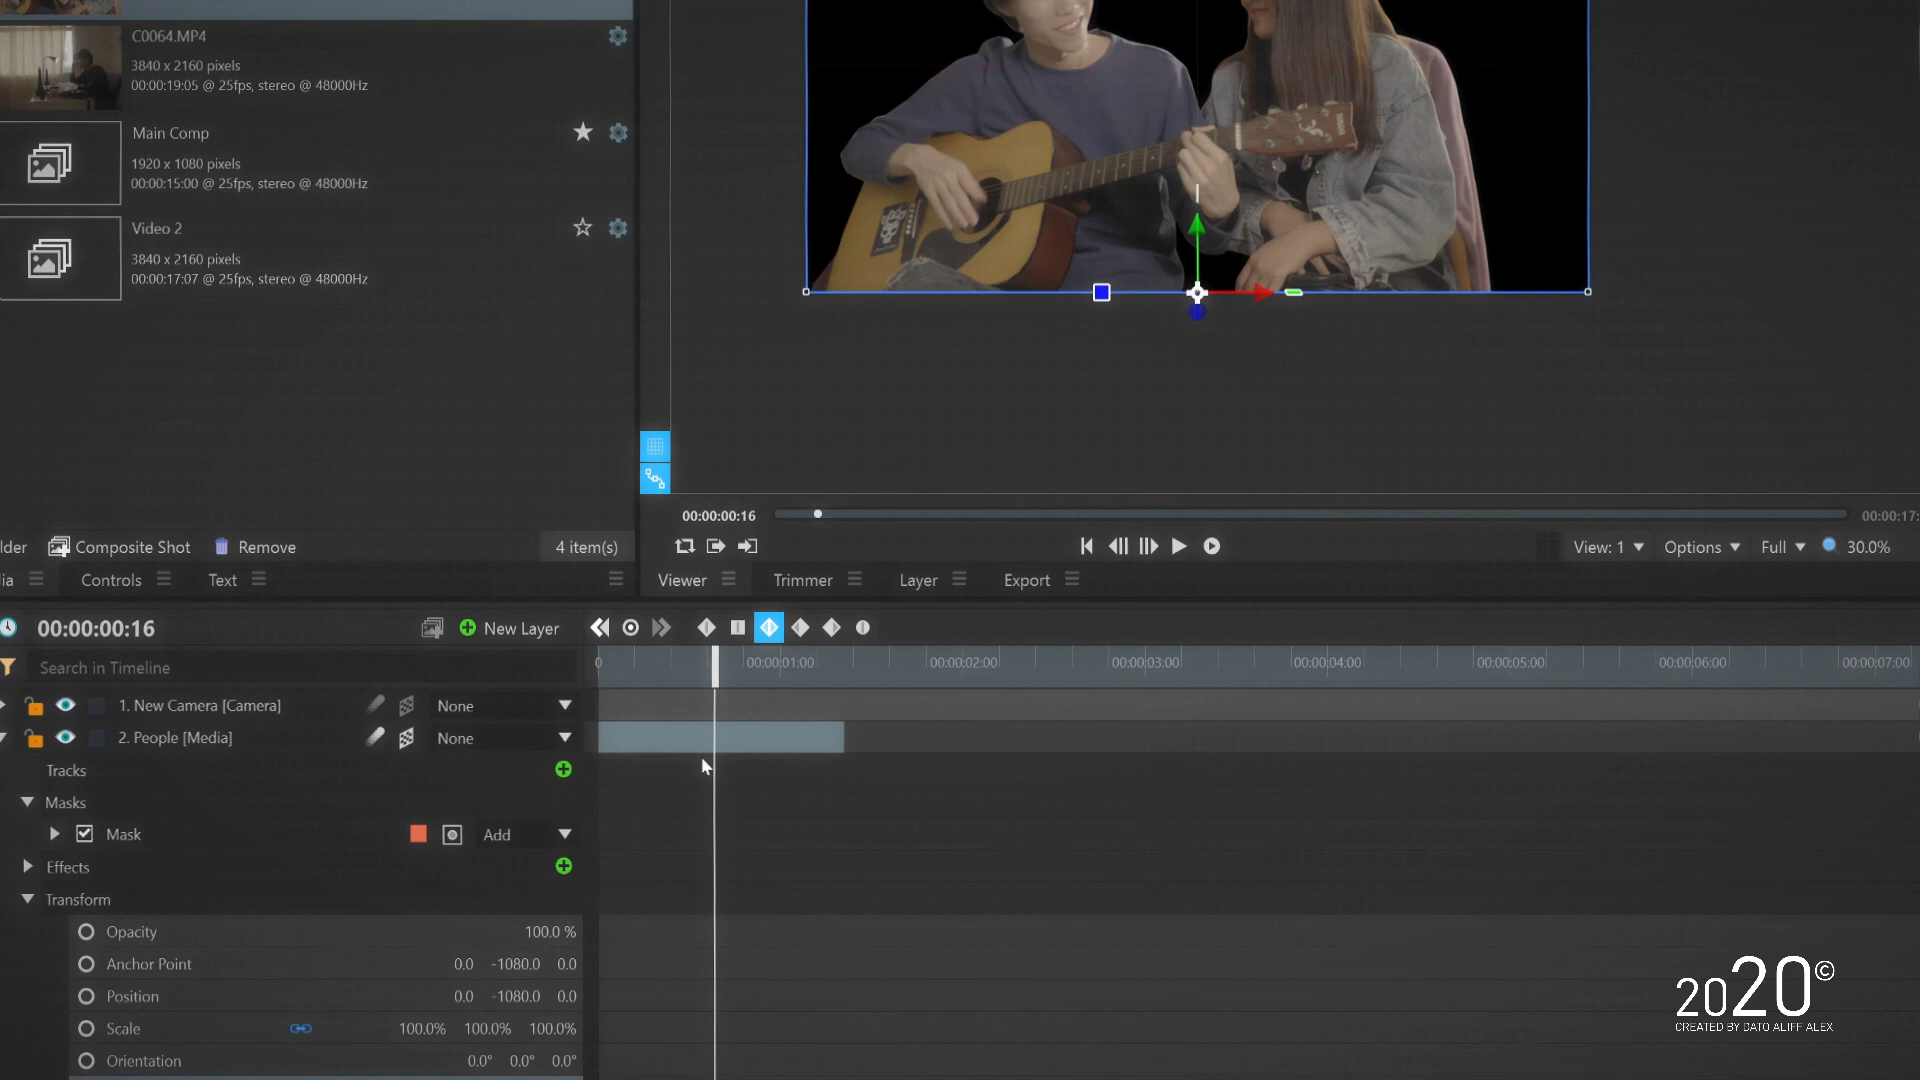 C0064.MP4
3840 x 2160 pixels
00:00:19:05 @ 25fps, stereo @ 48000Hz
Main Comp
1920 x 1080 pixels
00:00:15:00 @ 25fps, stereo @ 48000Hz
Video 2
3840 x 2160 pixels
00:00:17:07 @ 25fps, stereo @ 48000Hz
00:00:00:16
00:00:17:
lder Composite Shot Remove 4 item(s)
View: 1 Options Full 30.0%
ia Controls Text
Viewer Trimmer Layer Export
00:00:00:16 New Layer
Search in Timeline
0 00:00:01:00 00:00:02:00 00:00:03:00 00:00:04:00 00:00:05:00 00:00:06:00 00:00:07:00
1. New Camera [Camera] None
2. People [Media] None
Tracks
Masks
Mask Add
Effects
Transform
Opacity 100.0 %
Anchor Point 0.0 -1080.0 0.0
Position 0.0 -1080.0 0.0
Scale 100.0% 100.0% 100.0%
Orientation 0.0° 0.0° 0.0°
2020©
CREATED BY DATO ALIFF ALEX